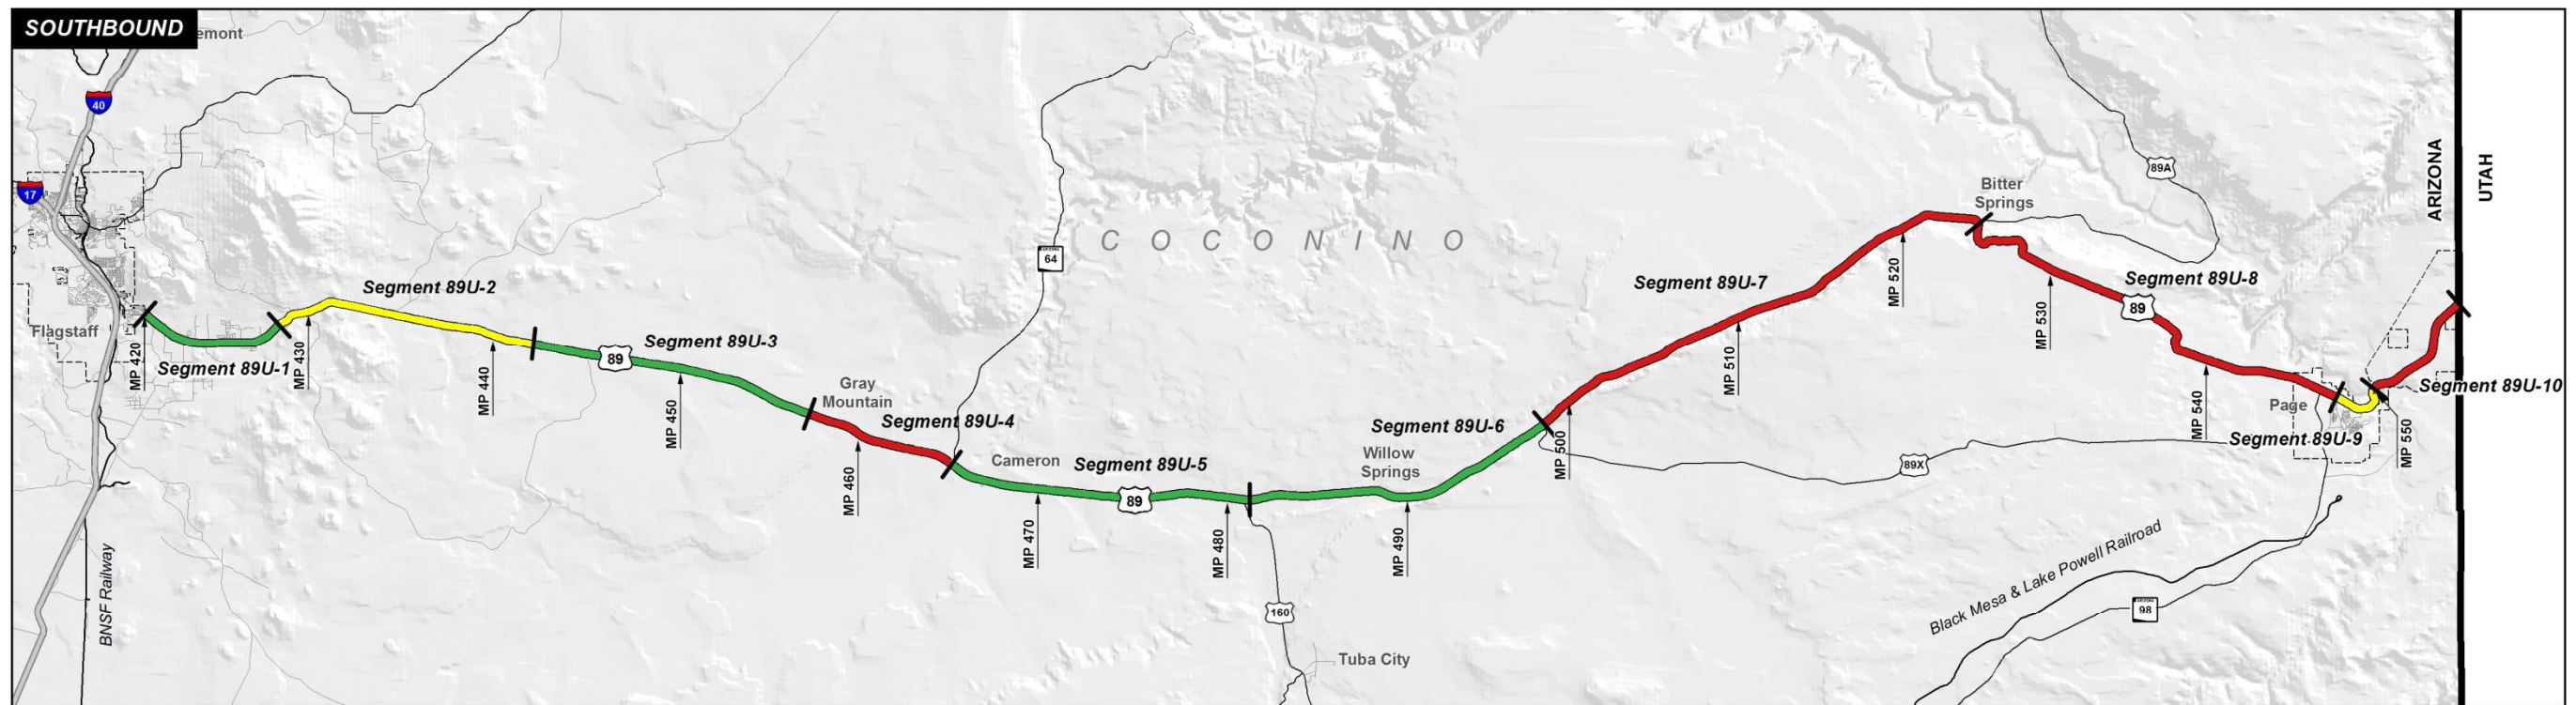 SOUTHBOUND
emont
40
17
Flagstaff
MP 420
Segment 89U-1
MP 430
Segment 89U-2
MP 440
89
Segment 89U-3
MP 450
Gray
Mountain
Segment 89U-4
MP 460
ARIZONA
64
COCONINO
Cameron
Segment 89U-5
MP 470
89
MP 480
160
Tuba City
Segment 89U-6
Willow
Springs
MP 490
MP 500
Segment 89U-7
MP 510
MP 520
Bitter
Springs
89A
MP 530
Segment 89U-8
89
MP 540
89X
Page
Segment 89U-9
MP 550
Segment 89U-10
ARIZONA
UTAH
BNSF Railway
Black Mesa & Lake Powell Railroad
ARIZONA
98